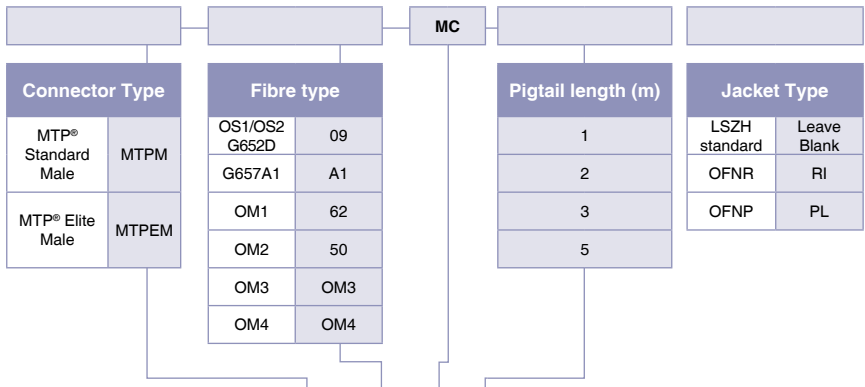 MC
Connector Type
MTP® Standard Male MTPM
MTP® Elite Male MTPEM
Fibre type
OS1/OS2 G652D 09
G657A1 A1
OM1 62
OM2 50
OM3 OM3
OM4 OM4
Pigtail length (m)
1
2
3
5
Jacket Type
LSZH standard Leave Blank
OFNR RI
OFNP PL